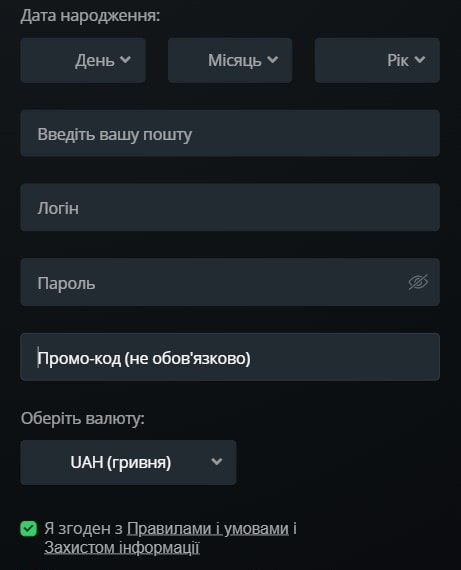 Дата народження:
День Місяць Рік
Введіть вашу пошту
Логін
Пароль
Промо-код (не обов'язково)
Оберіть валюту:
UAH (гривня)
Я згоден з Правилами і умовами і
Захистом інформації